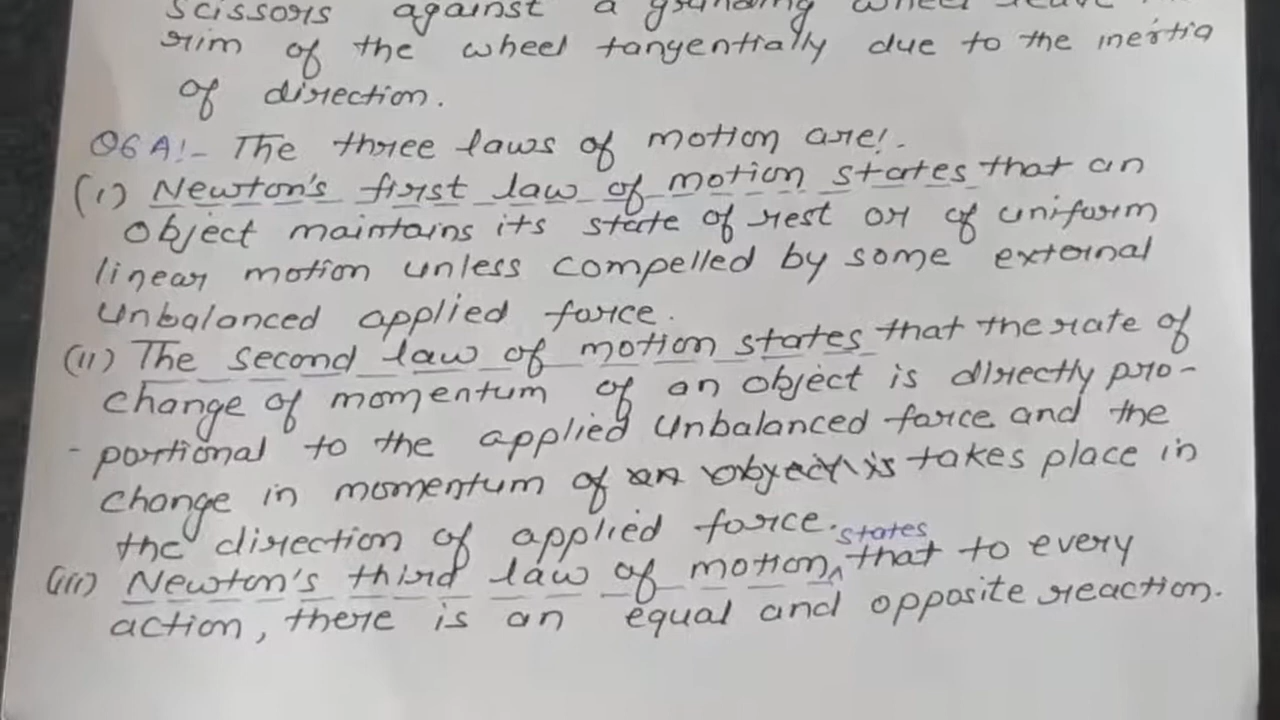 scissors against a grinding wheel leave
rim of the wheel tangentially due to the inertia
of direction.
Q6 A!- The three laws of motion are!-
(i) Newton's first law of motion states that an
object maintains its state of rest or of uniform
linear motion unless compelled by some external
unbalanced applied force.
(ii) The second law of motion states that the rate of
change of momentum of an object is directly pro-
- portional to the applied unbalanced force and the
change in momentum of an object is takes place in
the direction of applied force.
(iii) Newton's third law of motion states that to every
action, there is an equal and opposite reaction.